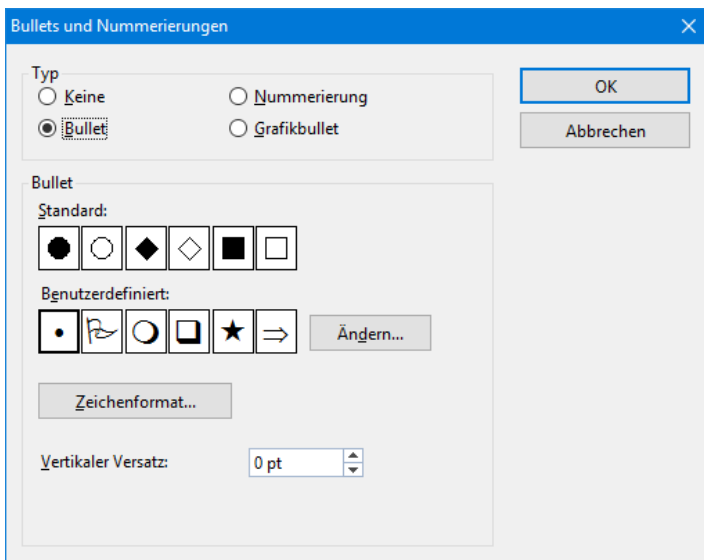 Bullets und Nummerierungen
Typ
Keine
Nummerierung
Bullet
Grafikbullet
OK
Abbrechen
Bullet
Standard:
Benutzerdefiniert:
Ändern...
Zeichenformat...
Vertikaler Versatz:
0 pt